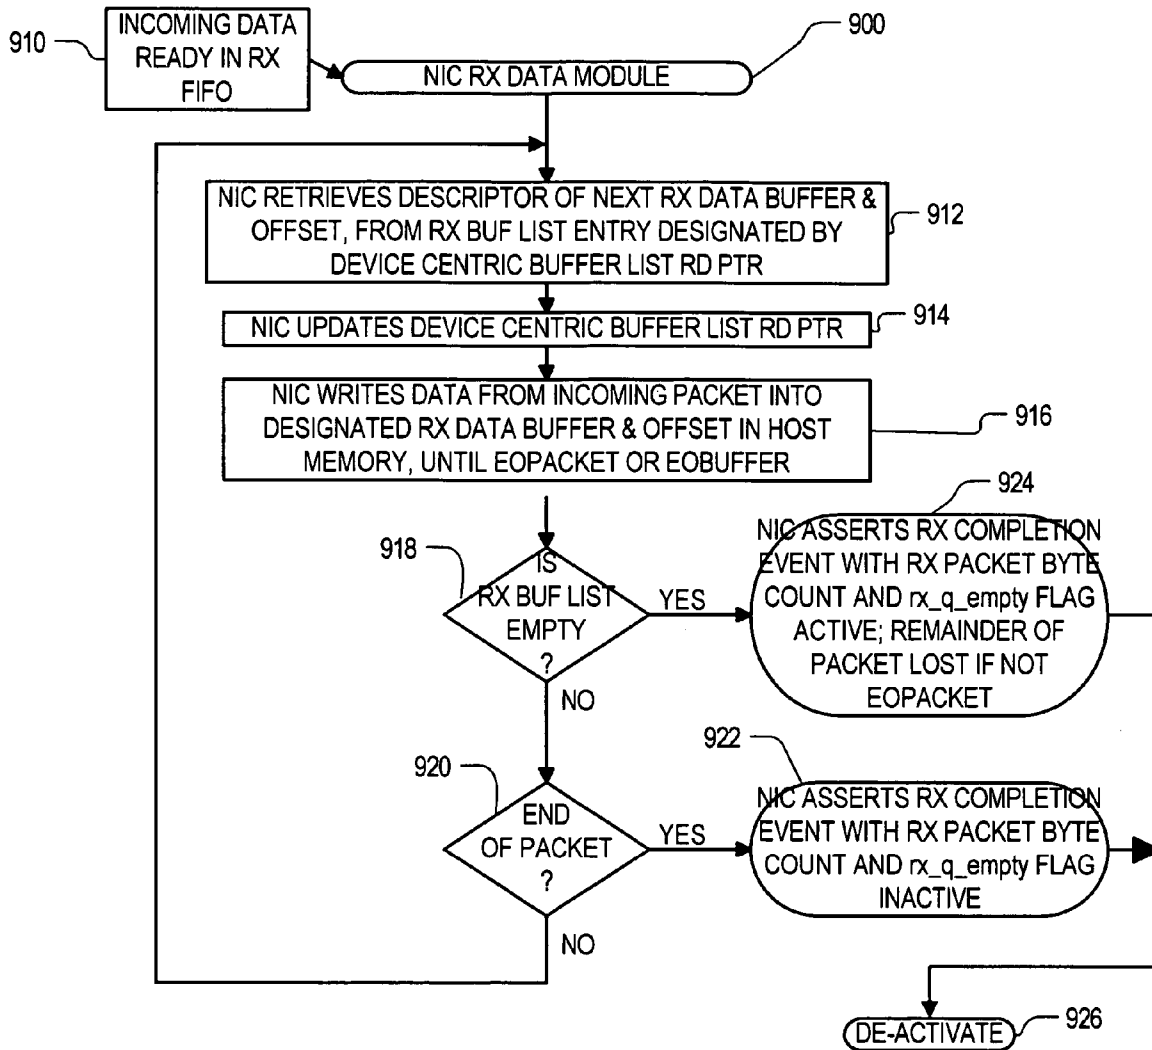 910
INCOMING DATA
READY IN RX
FIFO
900
NIC RX DATA MODULE
NIC RETRIEVES DESCRIPTOR OF NEXT RX DATA BUFFER &
OFFSET, FROM RX BUF LIST ENTRY DESIGNATED BY
DEVICE CENTRIC BUFFER LIST RD PTR
912
NIC UPDATES DEVICE CENTRIC BUFFER LIST RD PTR
914
NIC WRITES DATA FROM INCOMING PACKET INTO
DESIGNATED RX DATA BUFFER & OFFSET IN HOST
MEMORY, UNTIL EOPACKET OR EOBUFFER
916
918
IS
RX BUF LIST
EMPTY
?
YES
NO
924
NIC ASSERTS RX COMPLETION
EVENT WITH RX PACKET BYTE
COUNT AND rx_q_empty FLAG
ACTIVE; REMAINDER OF
PACKET LOST IF NOT
EOPACKET
920
END
OF PACKET
?
YES
NO
922
NIC ASSERTS RX COMPLETION
EVENT WITH RX PACKET BYTE
COUNT AND rx_q_empty FLAG
INACTIVE
DE-ACTIVATE
926